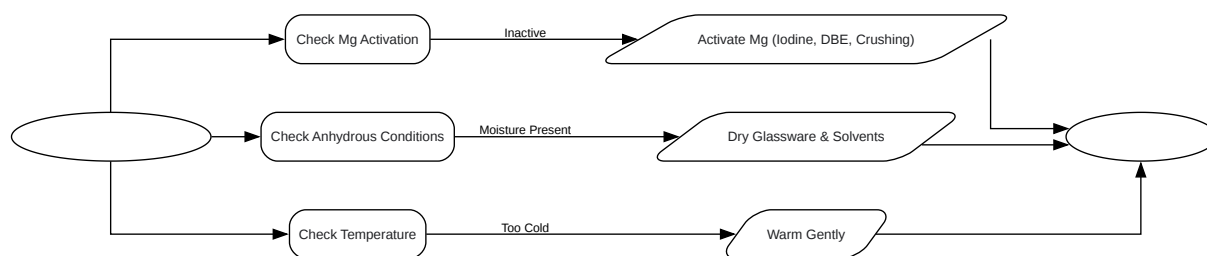 Check Mg Activation
Inactive
Activate Mg (Iodine, DBE, Crushing)
Check Anhydrous Conditions
Moisture Present
Dry Glassware & Solvents
Check Temperature
Too Cold
Warm Gently